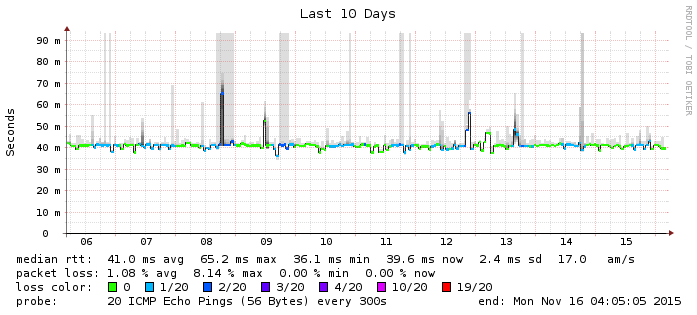 Last 10 Days
RRDTOOL / TOBI OETIKER
Seconds
90 m
80 m
70 m
60 m
50 m
40 m
30 m
20 m
10 m
0
06 07 08 09 10 11 12 13 14 15
median rtt: 41.0 ms avg 65.2 ms max 36.1 ms min 39.6 ms now 2.4 ms sd 17.0 am/s
packet loss: 1.08 % avg 8.14 % max 0.00 % min 0.00 % now
loss color: 0 1/20 2/20 3/20 4/20 10/20 19/20
probe: 20 ICMP Echo Pings (56 Bytes) every 300s end: Mon Nov 16 04:05:05 2015